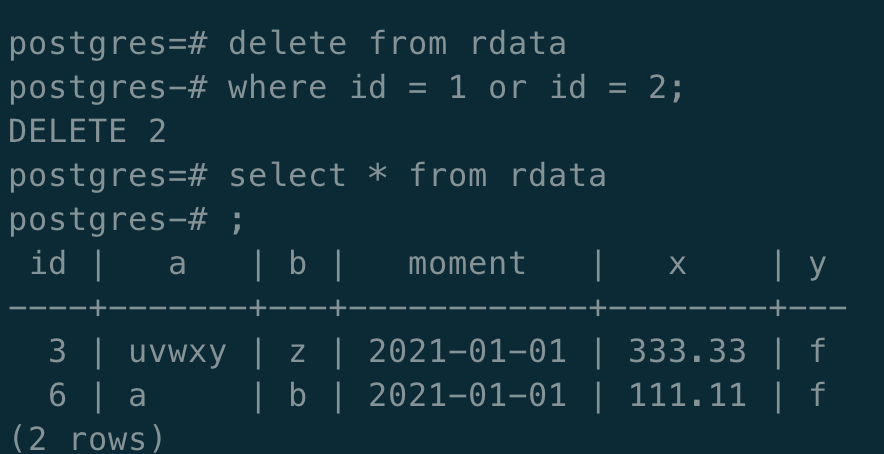 postgres=# delete from rdata
postgres-# where id = 1 or id = 2;
DELETE 2
postgres=# select * from rdata
postgres-# ;
 id |   a   | b |   moment   |   x    | y
----+-------+---+------------+--------+---
  3 | uvwxy | z | 2021-01-01 | 333.33 | f
  6 | a     | b | 2021-01-01 | 111.11 | f
(2 rows)